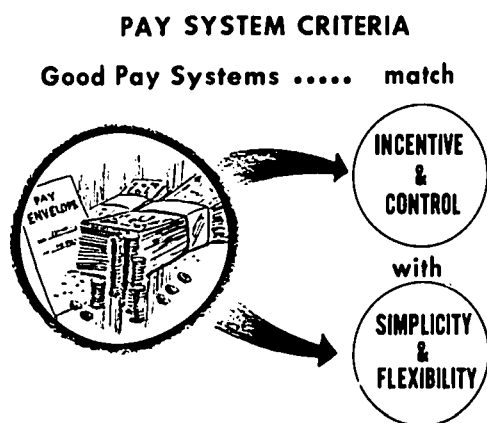 PAY SYSTEM CRITERIA
Good Pay Systems ..... match
PAY
ENVELOPE
INCENTIVE
&
CONTROL
with
SIMPLICITY
&
FLEXIBILITY